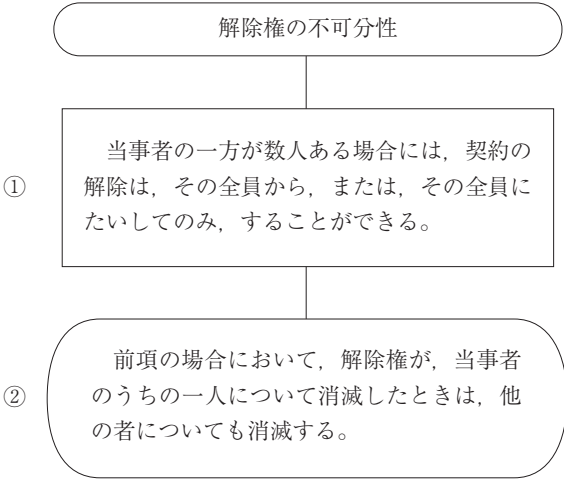 解除権の不可分性
①
当事者の一方が数人ある場合には，契約の
解除は，その全員から，または，その全員に
たいしてのみ，することができる。
②
前項の場合において，解除権が，当事者
のうちの一人について消滅したときは，他
の者についても消滅する。